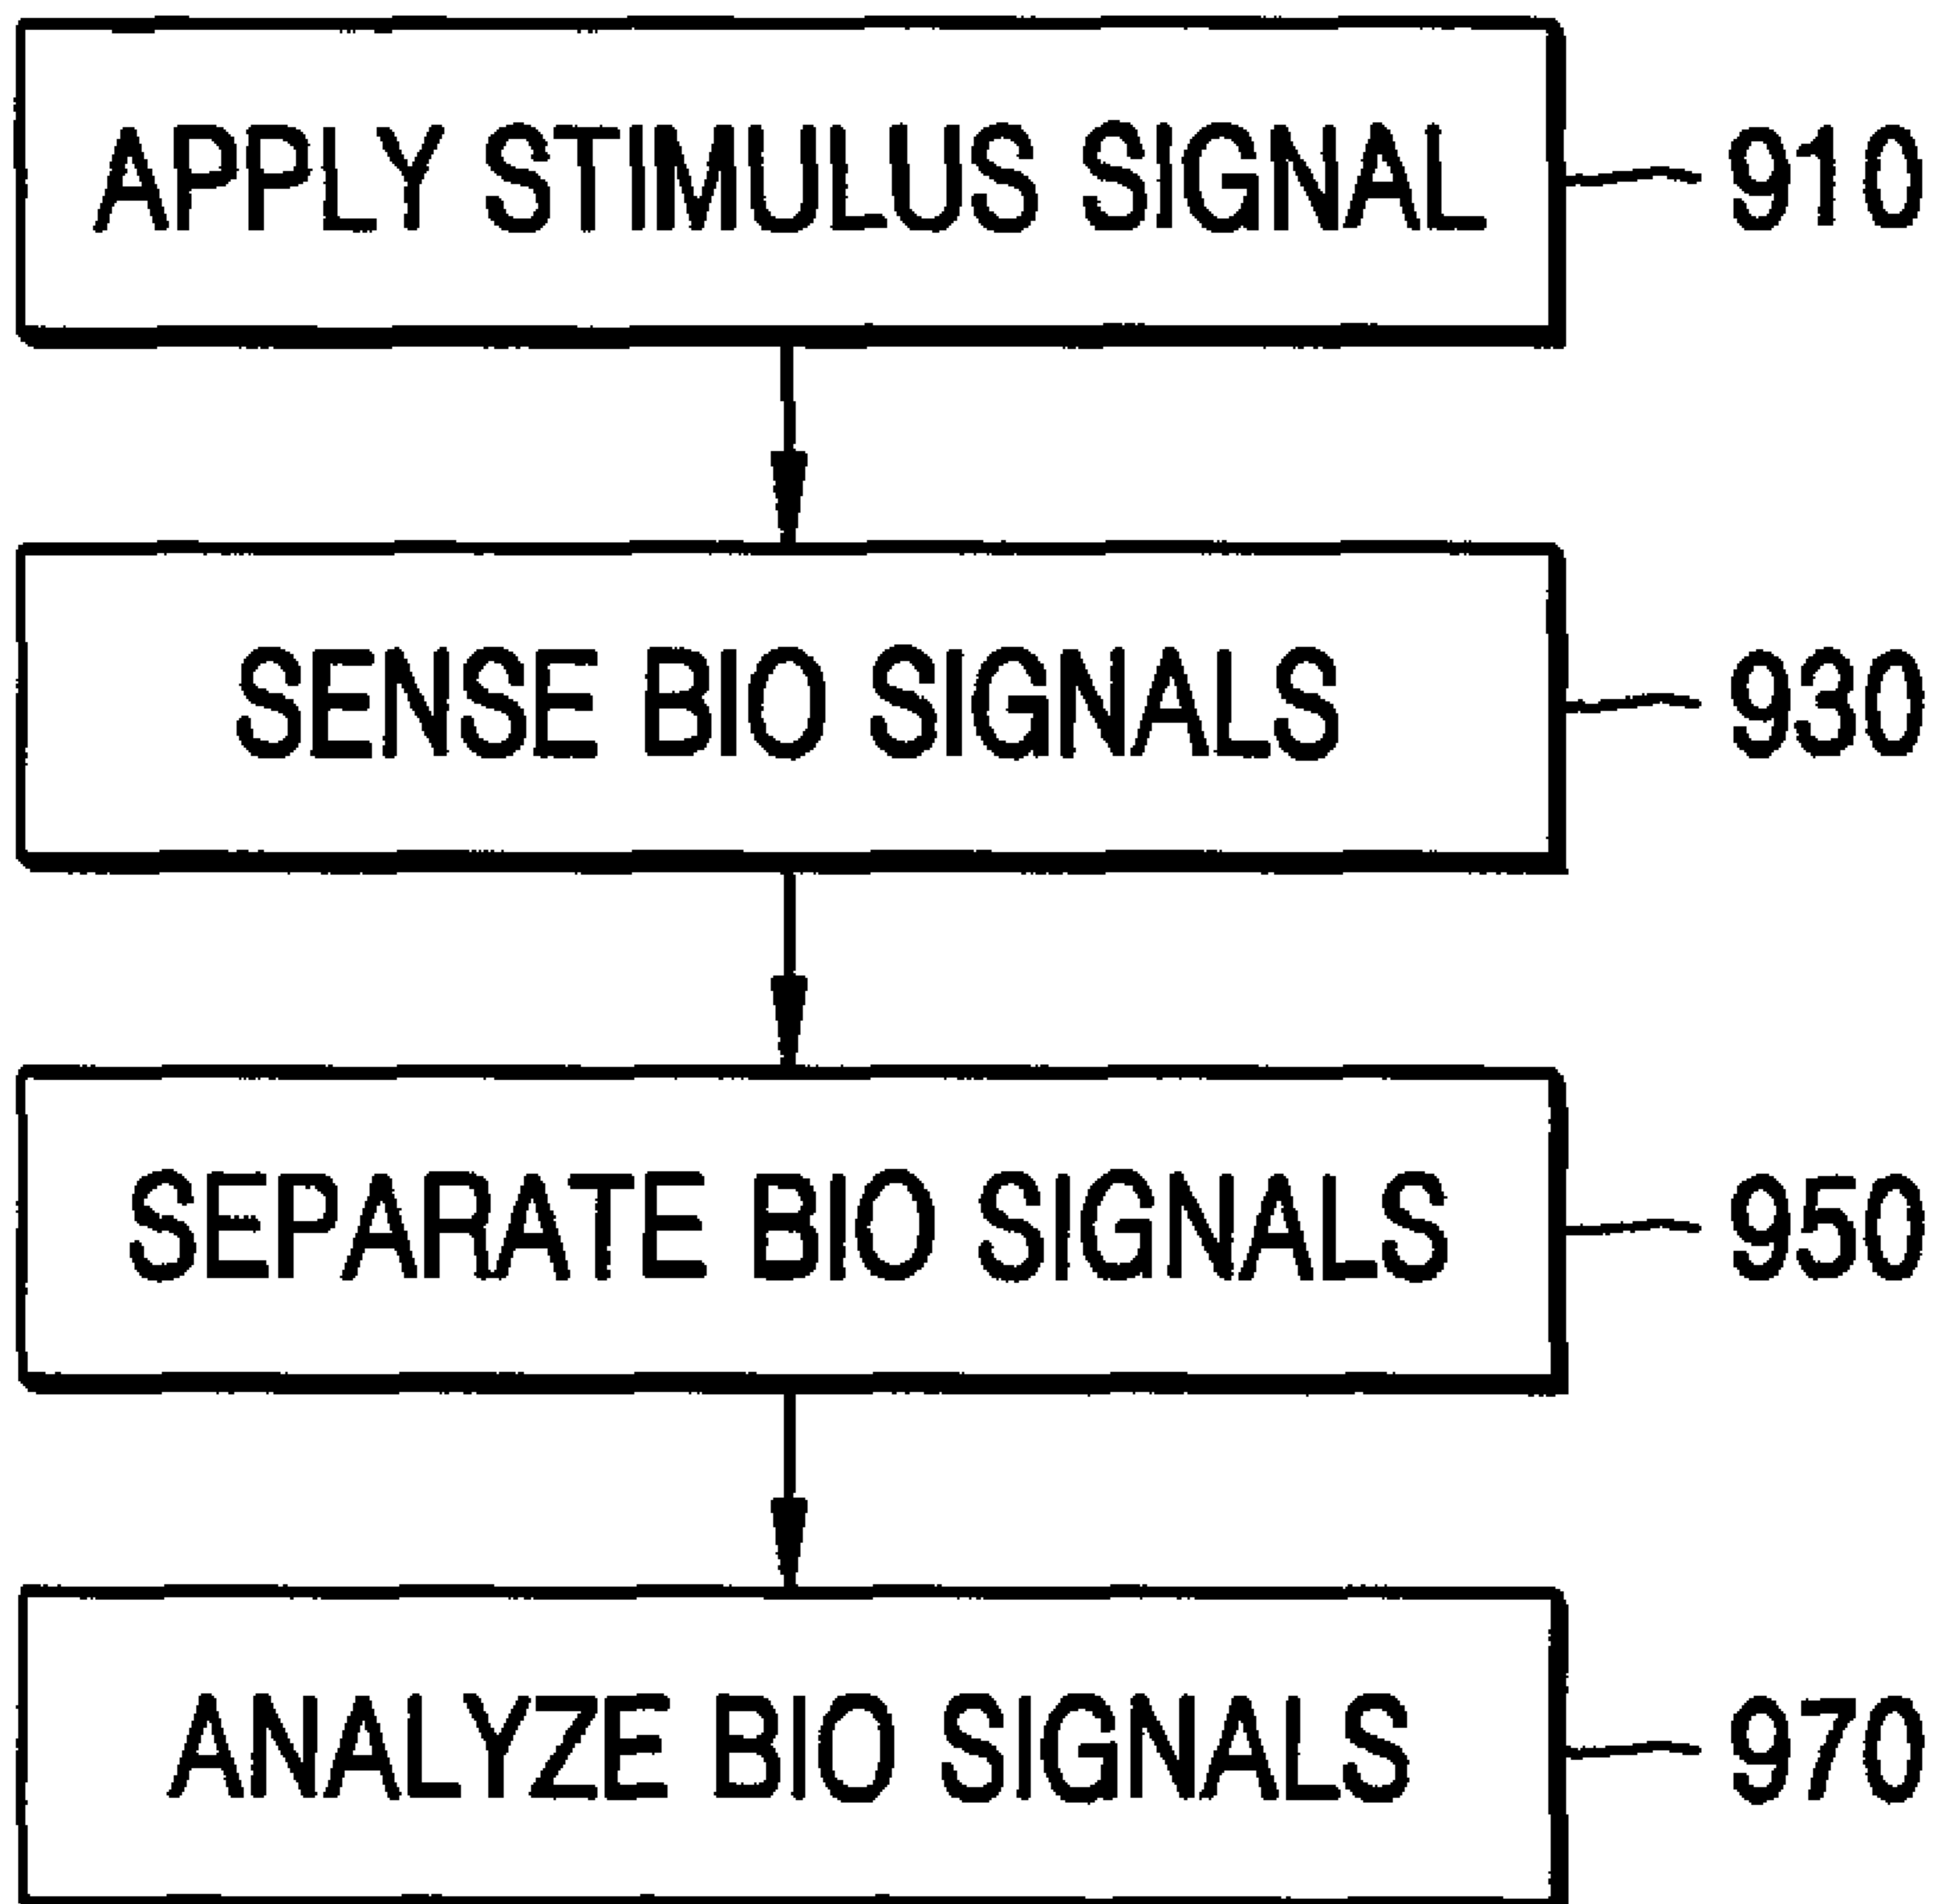 APPLY STIMULUS SIGNAL 910
SENSE BIO SIGNALS 930
SEPARATE BIO SIGNALS 950
ANALYZE BIO SIGNALS 970